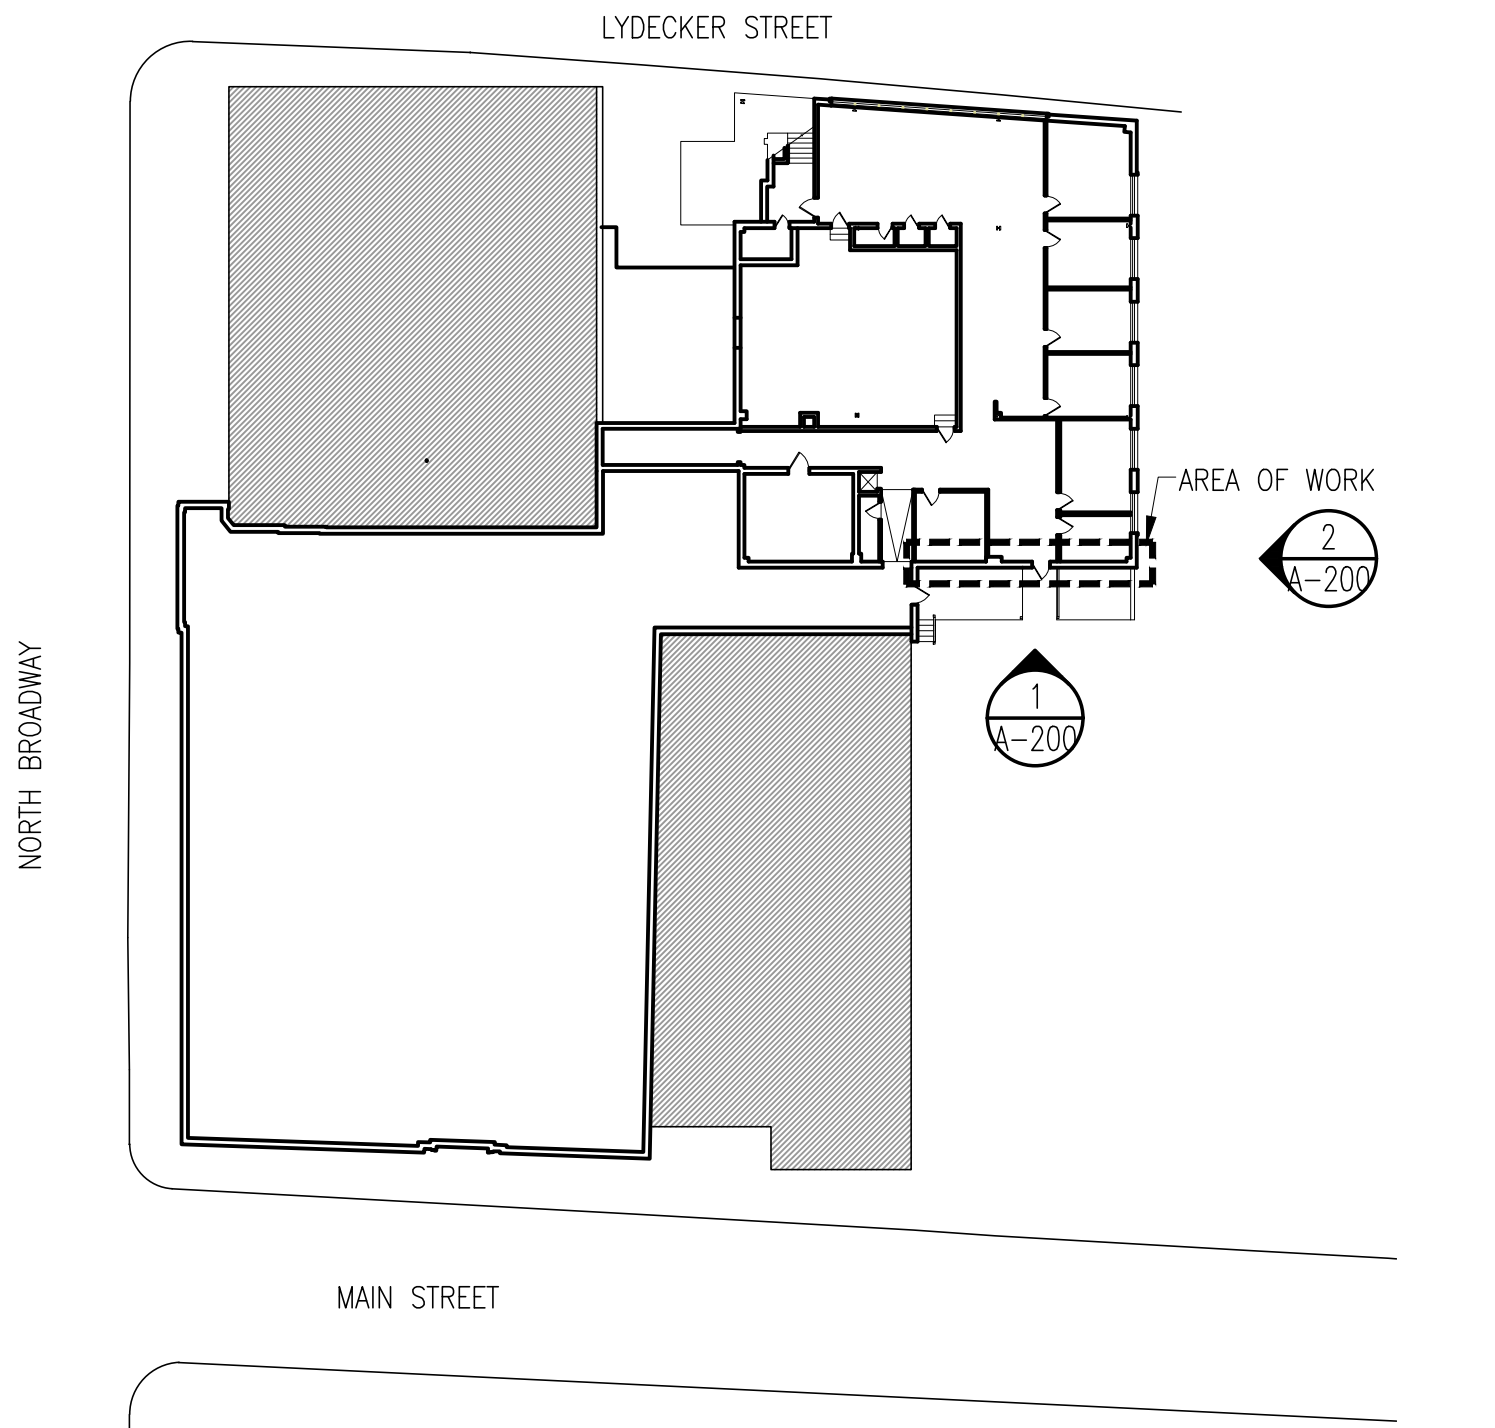 LYDECKER STREET
AREA OF WORK
2
A-200
NORTH BROADWAY
1
A-200
MAIN STREET